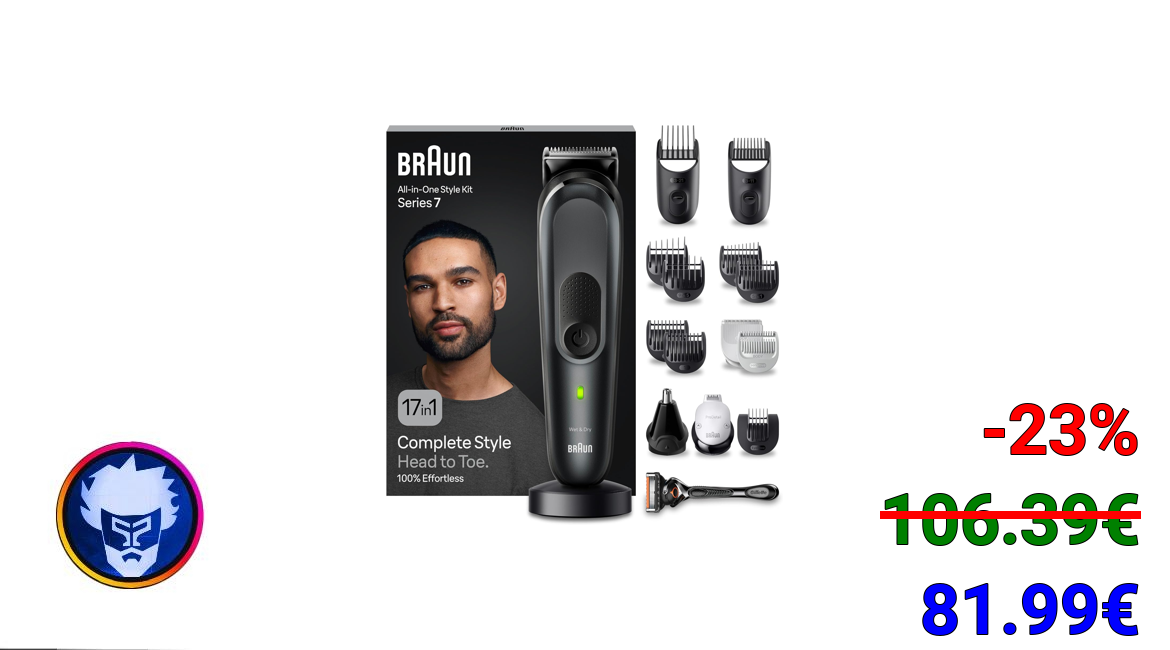 BRAUN
BRAUN
All-in-One Style Kit
Series 7
17in1
Wet & Dry
BRAUN
Complete Style
Head to Toe.
100% Effortless
-23%
106.39€
81.99€